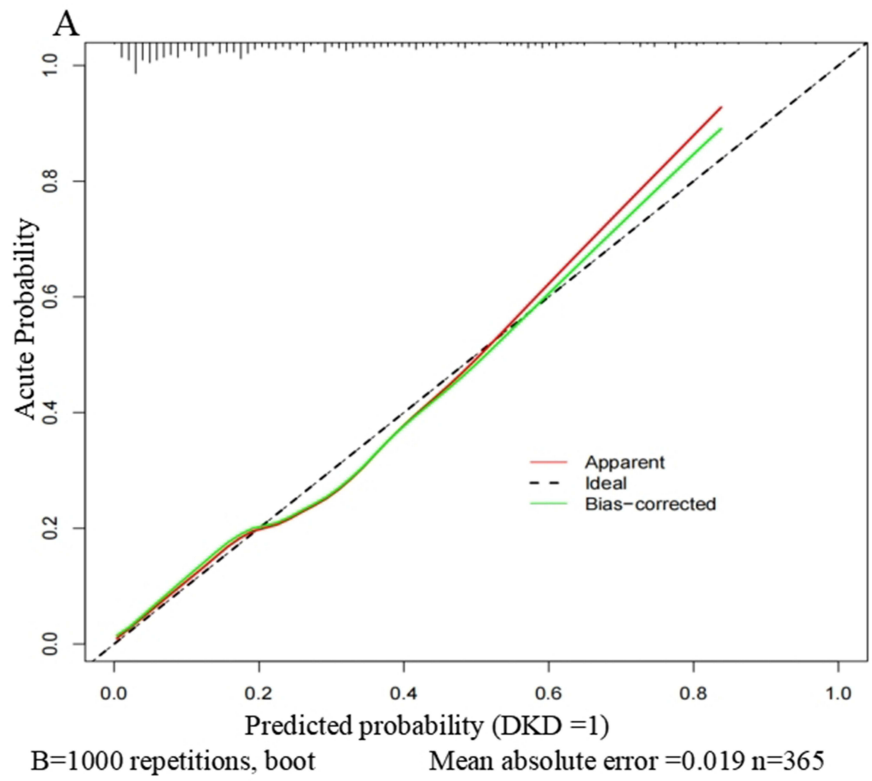 A
1.0
0.8
0.6
0.4
0.2
0.0
Acute Probability
Apparent
Ideal
Bias-corrected
0.0 0.2 0.4 0.6 0.8 1.0
Predicted probability (DKD =1)
B=1000 repetitions, boot Mean absolute error =0.019 n=365